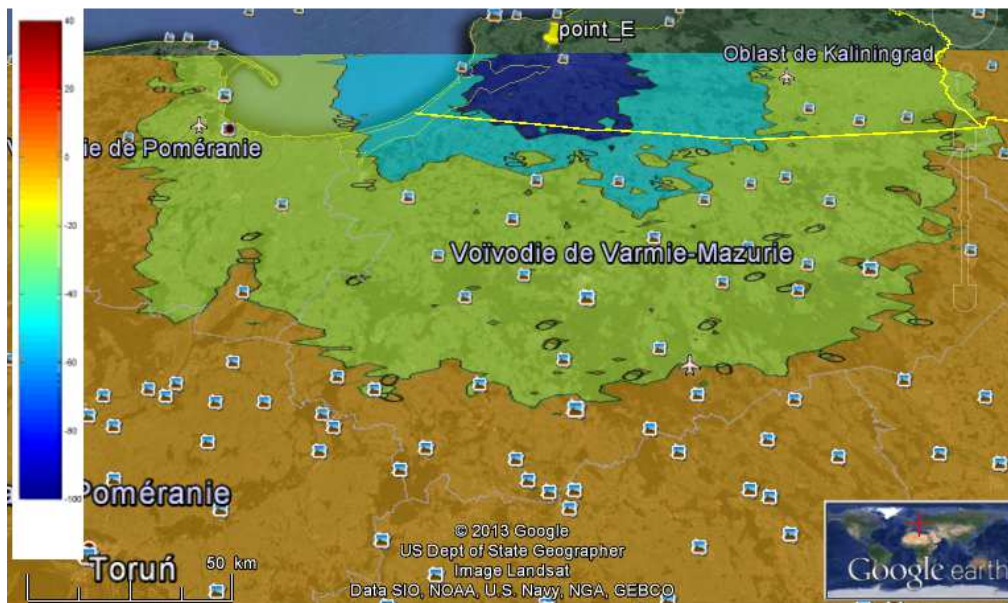 40
20
0
-20
-40
-60
-80
-100
point_E
Oblast de Kaliningrad
ie de Poméranie
Voïvodie de Varmie-Mazurie
Poméranie
Toruń
50 km
© 2013 Google
US Dept of State Geographer
Image Landsat
Data SIO, NOAA, U.S. Navy, NGA, GEBCO
Google earth